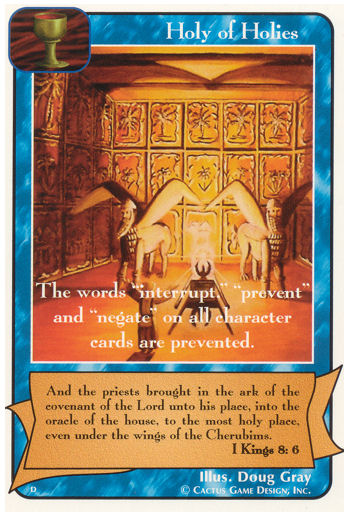 Holy of Holies
The words "interrupt," "prevent"
and "negate" on all character
cards are prevented.
And the priests brought in the ark of the
covenant of the Lord unto his place, into the
oracle of the house, to the most holy place,
even under the wings of the Cherubims.
I Kings 8: 6
Illus. Doug Gray
D
© Cactus Game Design, Inc.